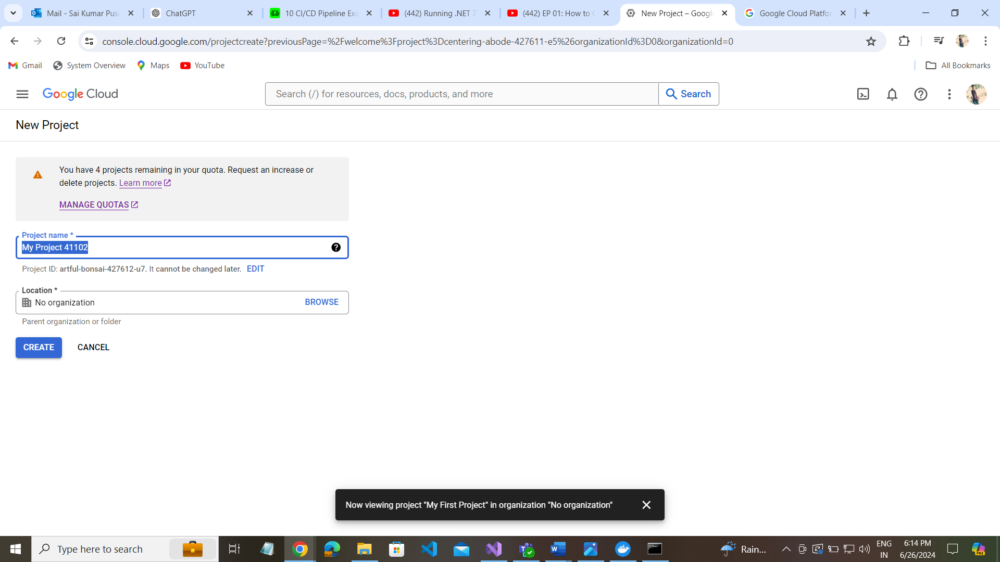 Mail - Sai Kumar Pus
ChatGPT
10 CI/CD Pipeline Exa
(442) Running .NET 7
(442) EP 01: How to C
New Project – Google
Google Cloud Platfor
console.cloud.google.com/projectcreate?previousPage=%2Fwelcome%3Fproject%3Dcentering-abode-427611-e5%26organizationId%3D0&organizationId=0
Gmail
System Overview
Maps
YouTube
All Bookmarks
Google Cloud
Search (/) for resources, docs, products, and more
Search
New Project
You have 4 projects remaining in your quota. Request an increase or
delete projects. Learn more
MANAGE QUOTAS
Project name *
My Project 41102
Project ID: artful-bonsai-427612-u7. It cannot be changed later. EDIT
Location *
No organization
BROWSE
Parent organization or folder
CREATE
CANCEL
Now viewing project "My First Project" in organization "No organization"
Type here to search
Rain...
ENG
IN
6:14 PM
6/26/2024
PRE